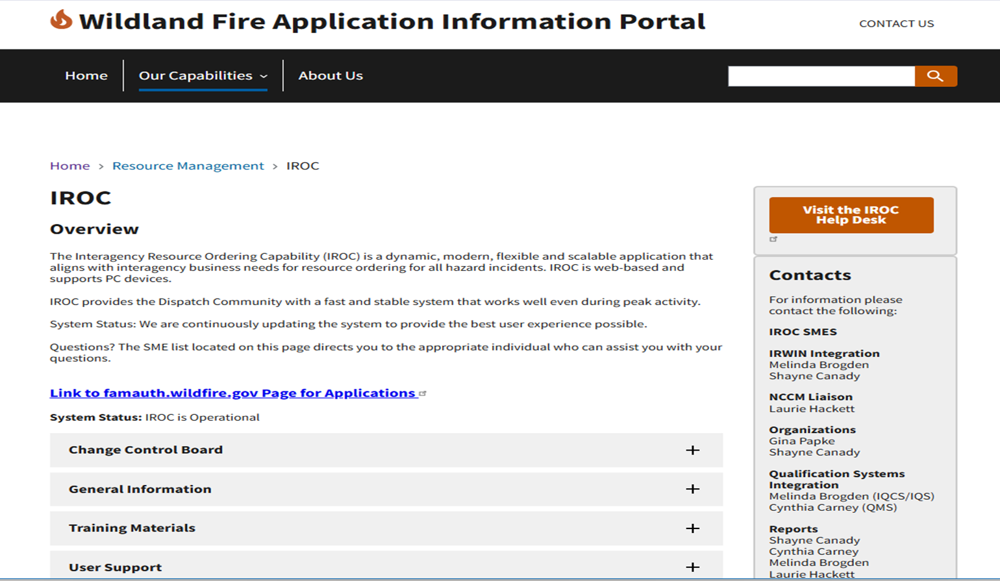 Wildland Fire Application Information Portal
CONTACT US
Home
Our Capabilities
About Us
Home > Resource Management > IROC
IROC
Overview
The Interagency Resource Ordering Capability (IROC) is a dynamic, modern, flexible and scalable application that
aligns with interagency business needs for resource ordering for all hazard incidents. IROC is web-based and
supports PC devices.
IROC provides the Dispatch Community with a fast and stable system that works well even during peak activity.
System Status: We are continuously updating the system to provide the best user experience possible.
Questions? The SME list located on this page directs you to the appropriate individual who can assist you with your
questions.
Link to famauth.wildfire.gov Page for Applications
System Status: IROC is Operational
Change Control Board
General Information
Training Materials
User Support
Visit the IROC
Help Desk
Contacts
For information please
contact the following:
IROC SMES
IRWIN Integration
Melinda Brogden
Shayne Canady
NCCM Liaison
Laurie Hackett
Organizations
Gina Papke
Shayne Canady
Qualification Systems
Integration
Melinda Brogden (IQCS/IQS)
Cynthia Carney (QMS)
Reports
Shayne Canady
Cynthia Carney
Melinda Brogden
Laurie Hackett